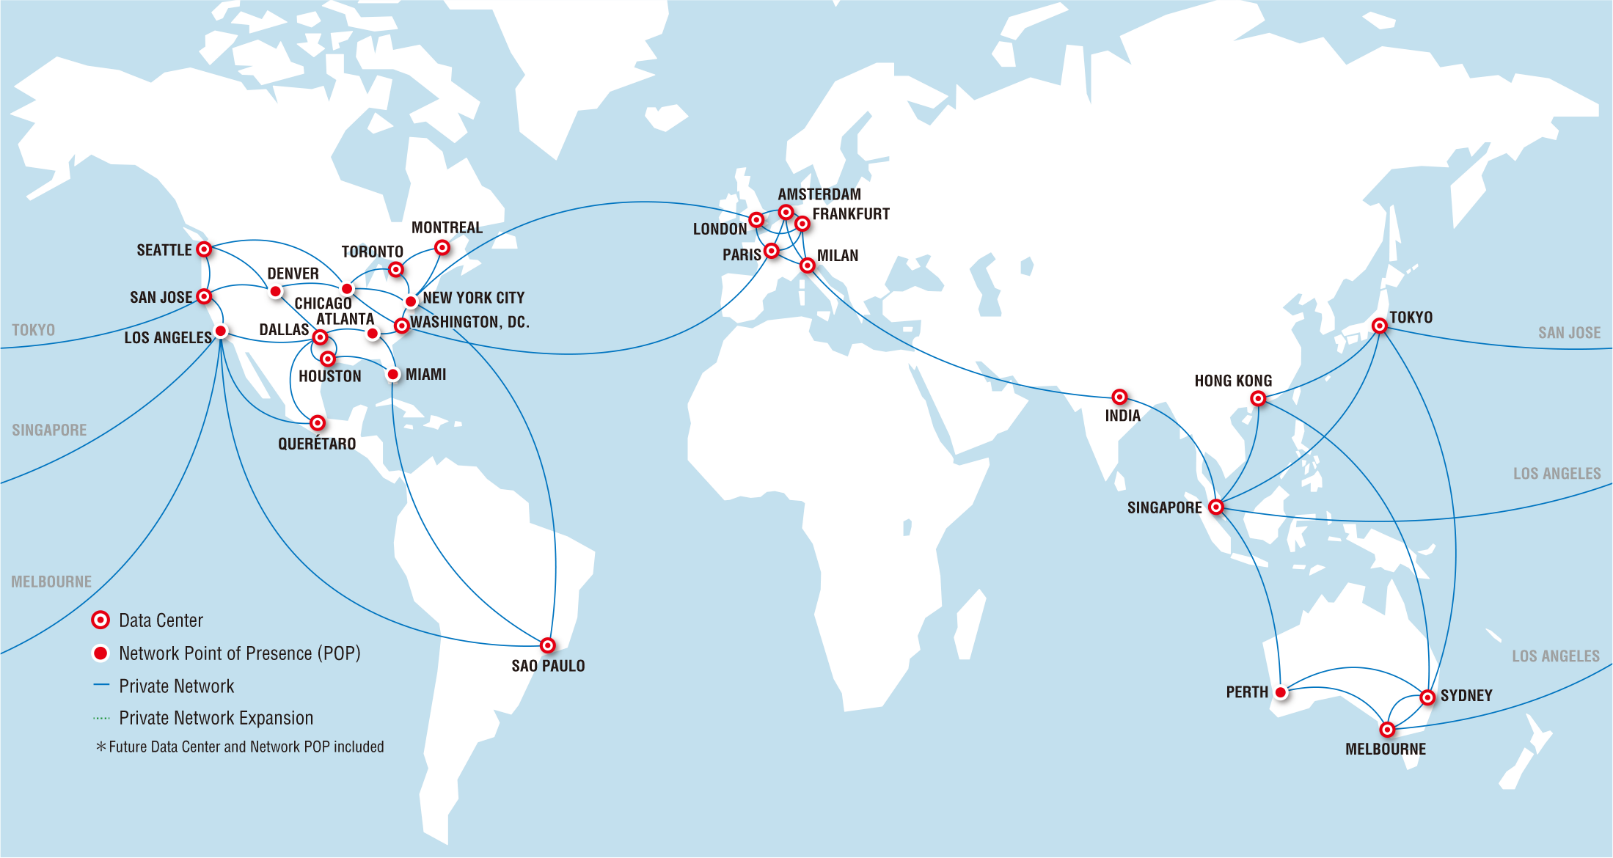 AMSTERDAM
FRANKFURT
LONDON
MONTREAL
SEATTLE
TORONTO
PARIS
MILAN
DENVER
SAN JOSE
CHICAGO
NEW YORK CITY
ATLANTA
WASHINGTON, DC.
TOKYO
TOKYO
SAN JOSE
DALLAS
LOS ANGELES
HOUSTON
MIAMI
HONG KONG
INDIA
SINGAPORE
QUERÉTARO
LOS ANGELES
SINGAPORE
MELBOURNE
Data Center
Network Point of Presence (POP)
LOS ANGELES
SAO PAULO
Private Network
PERTH
SYDNEY
Private Network Expansion
＊Future Data Center and Network POP included
MELBOURNE